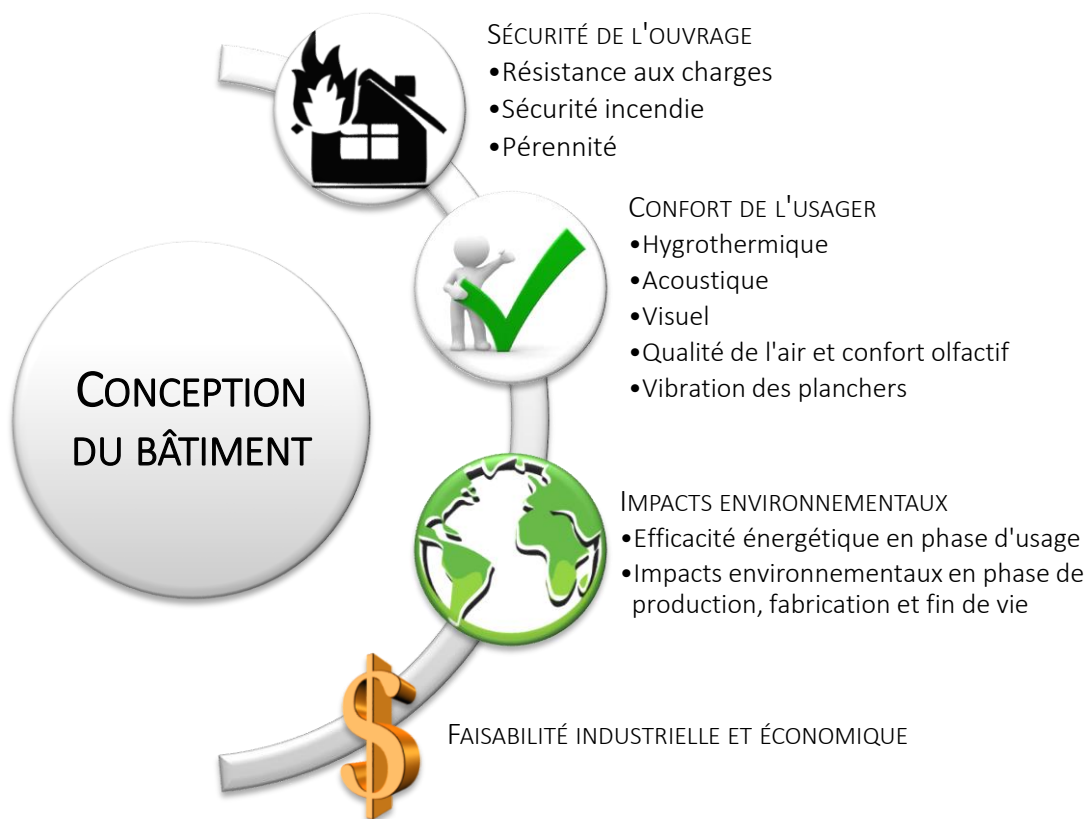 SÉCURITÉ DE L'OUVRAGE
•Résistance aux charges
•Sécurité incendie
•Pérennité
CONFORT DE L'USAGER
•Hygrothermique
•Acoustique
•Visuel
•Qualité de l'air et confort olfactif
•Vibration des planchers
CONCEPTION
DU BÂTIMENT
IMPACTS ENVIRONNEMENTAUX
•Efficacité énergétique en phase d'usage
•Impacts environnementaux en phase de
production, fabrication et fin de vie
$
FAISABILITÉ INDUSTRIELLE ET ÉCONOMIQUE